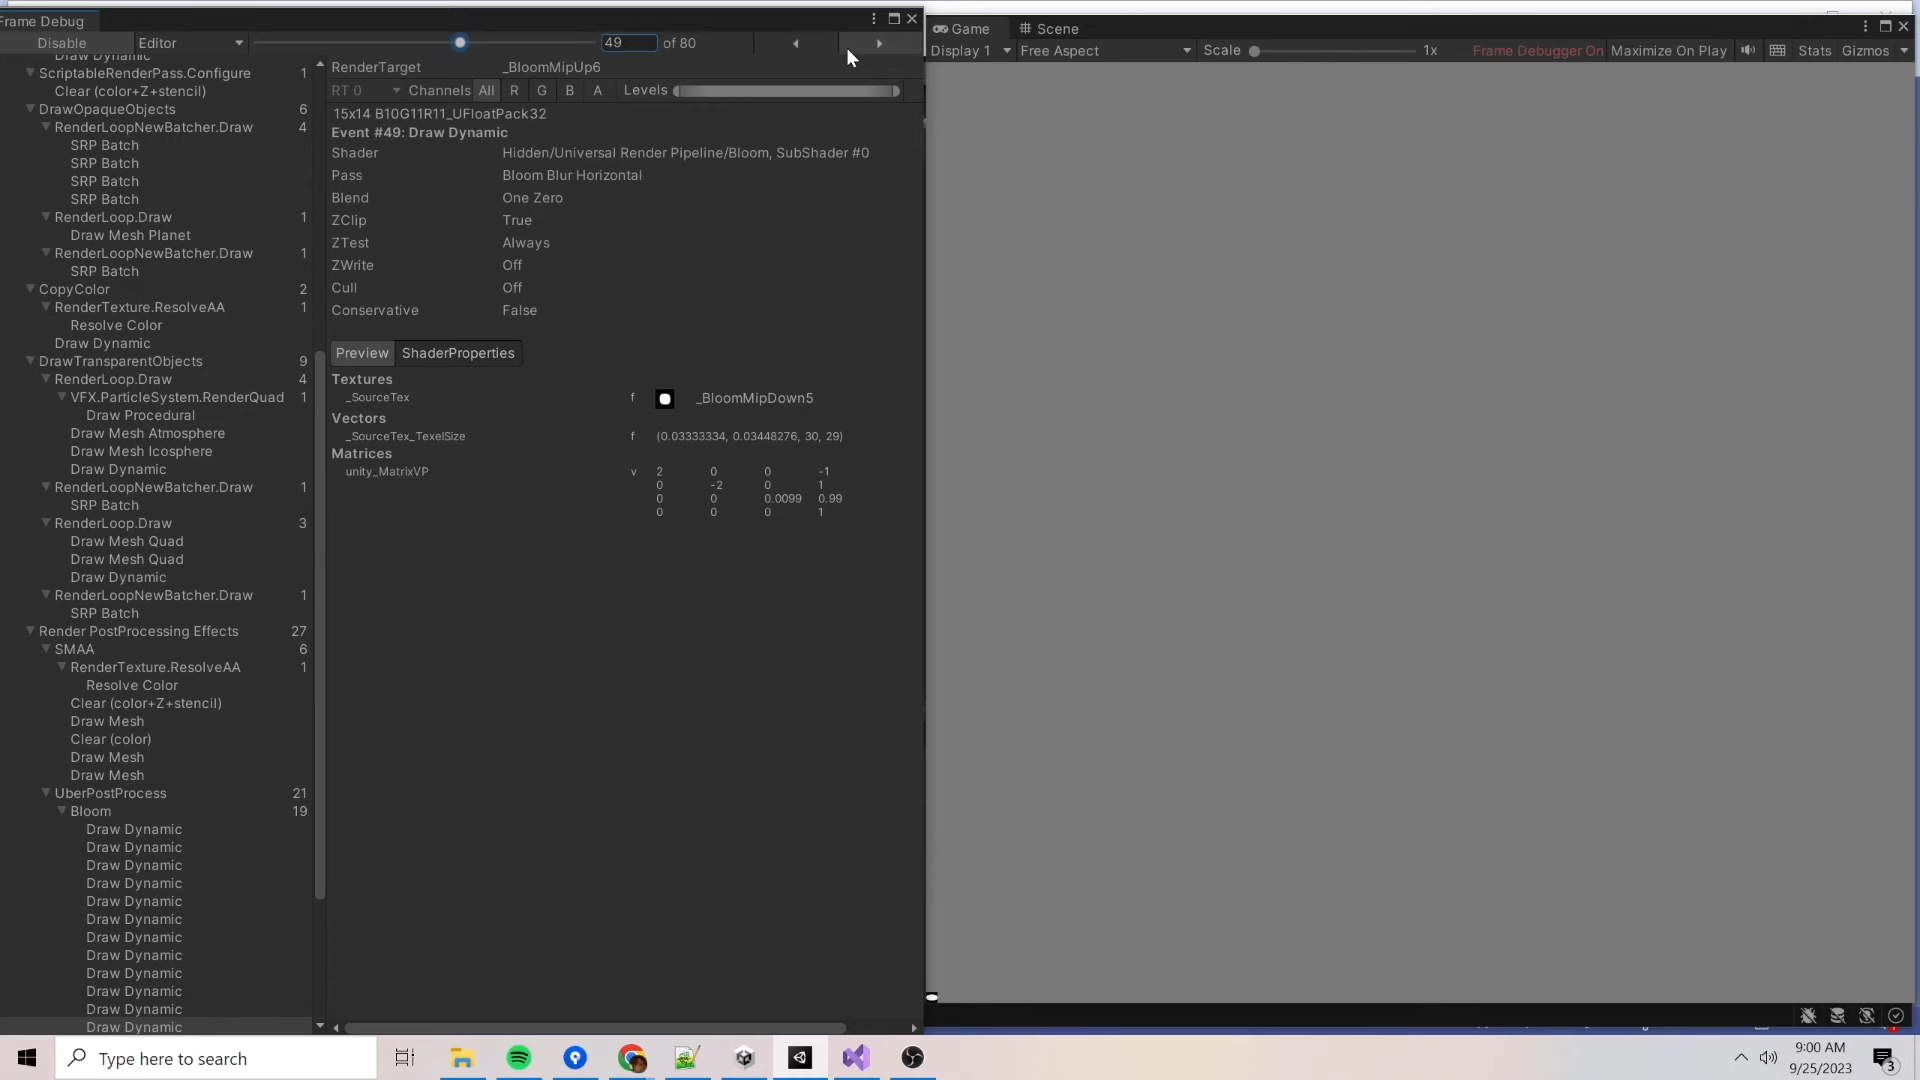 Frame Debug
Disable
Editor
49
of 80
Draw Dynamic
ScriptableRenderPass.Configure 1
Clear (color+Z+stencil)
DrawOpaqueObjects 6
RenderLoopNewBatcher.Draw 4
SRP Batch
SRP Batch
SRP Batch
SRP Batch
RenderLoop.Draw 1
Draw Mesh Planet
RenderLoopNewBatcher.Draw 1
SRP Batch
CopyColor 2
RenderTexture.ResolveAA 1
Resolve Color
Draw Dynamic
DrawTransparentObjects 9
RenderLoop.Draw 4
VFX.ParticleSystem.RenderQuad 1
Draw Procedural
Draw Mesh Atmosphere
Draw Mesh Icosphere
Draw Dynamic
RenderLoopNewBatcher.Draw 1
SRP Batch
RenderLoop.Draw 3
Draw Mesh Quad
Draw Mesh Quad
Draw Dynamic
RenderLoopNewBatcher.Draw 1
SRP Batch
Render PostProcessing Effects 27
SMAA 6
RenderTexture.ResolveAA 1
Resolve Color
Clear (color+Z+stencil)
Draw Mesh
Clear (color)
Draw Mesh
Draw Mesh
UberPostProcess 21
Bloom 19
Draw Dynamic
Draw Dynamic
Draw Dynamic
Draw Dynamic
Draw Dynamic
Draw Dynamic
Draw Dynamic
Draw Dynamic
Draw Dynamic
Draw Dynamic
Draw Dynamic
Draw Dynamic
RenderTarget _BloomMipUp6
RT 0 Channels All R G B A Levels
15x14 B10G11R11_UFloatPack32
Event #49: Draw Dynamic
Shader Hidden/Universal Render Pipeline/Bloom, SubShader #0
Pass Bloom Blur Horizontal
Blend One Zero
ZClip True
ZTest Always
ZWrite Off
Cull Off
Conservative False
Preview ShaderProperties
Textures
_SourceTex f _BloomMipDown5
Vectors
_SourceTex_TexelSize f (0.03333334, 0.03448276, 30, 29)
Matrices
unity_MatrixVP v 2 0 0 -1
0 -2 0 1
0 0 0.0099 0.99
0 0 0 1
Game Scene
Display 1 Free Aspect Scale 1x Frame Debugger On Maximize On Play Stats Gizmos
Type here to search
9:00 AM
9/25/2023
3